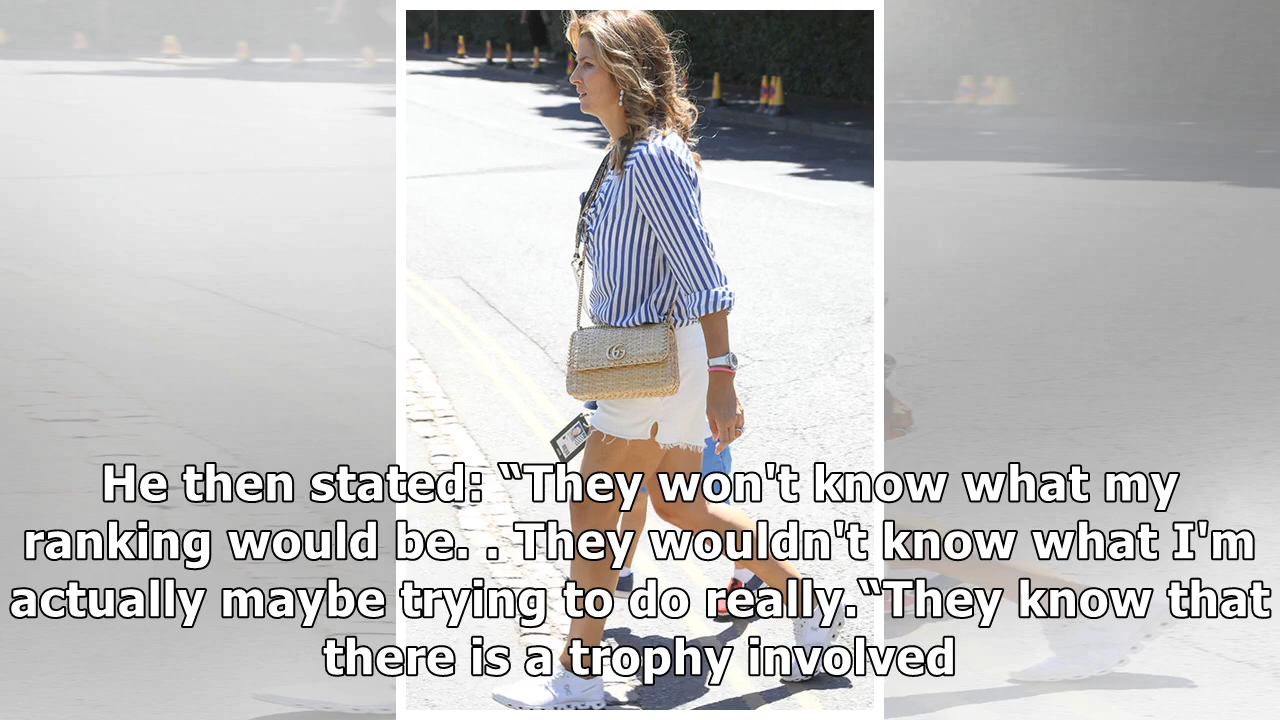 He then stated: “They won't know what my
ranking would be. . They wouldn't know what I'm
actually maybe trying to do really.“They know that
there is a trophy involved